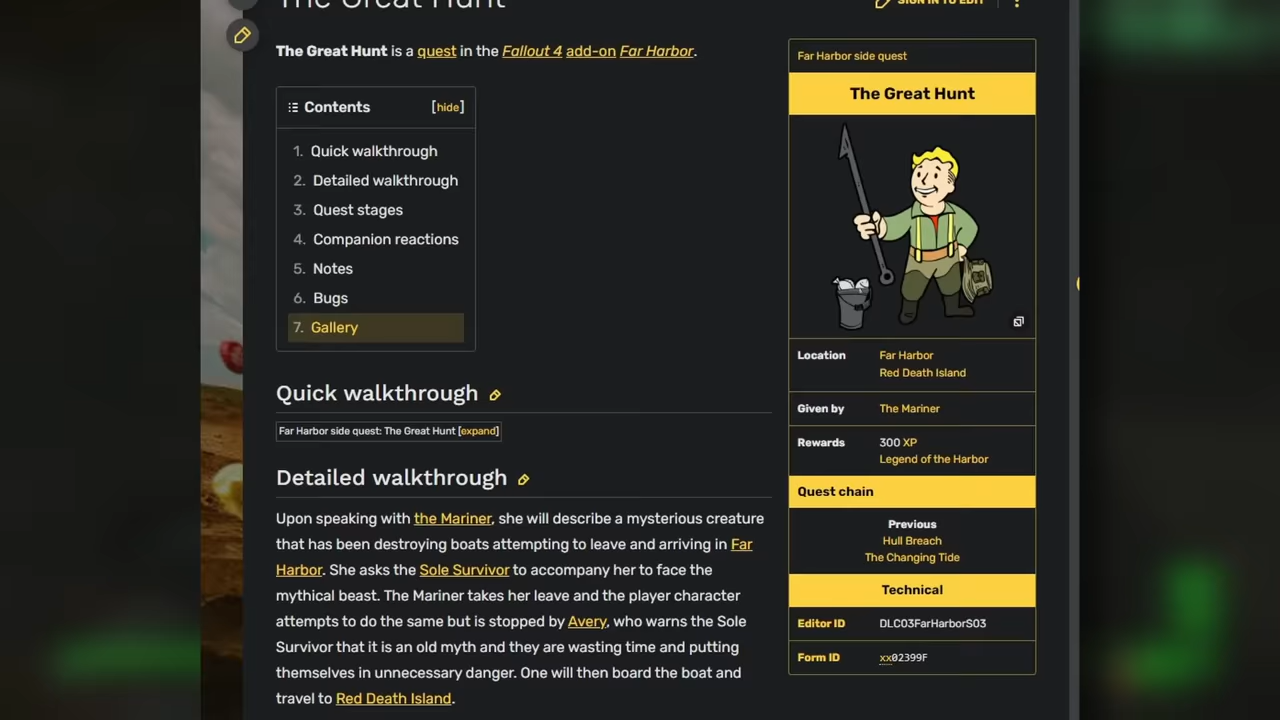 The Great Hunt
SIGN IN TO EDIT
The Great Hunt is a quest in the Fallout 4 add-on Far Harbor.
Contents [hide]
1. Quick walkthrough
2. Detailed walkthrough
3. Quest stages
4. Companion reactions
5. Notes
6. Bugs
7. Gallery
Quick walkthrough
Far Harbor side quest: The Great Hunt [expand]
Detailed walkthrough
Upon speaking with the Mariner, she will describe a mysterious creature
that has been destroying boats attempting to leave and arriving in Far
Harbor. She asks the Sole Survivor to accompany her to face the
mythical beast. The Mariner takes her leave and the player character
attempts to do the same but is stopped by Avery, who warns the Sole
Survivor that it is an old myth and they are wasting time and putting
themselves in unnecessary danger. One will then board the boat and
travel to Red Death Island.
Far Harbor side quest
The Great Hunt
Location Far Harbor
Red Death Island
Given by The Mariner
Rewards 300 XP
Legend of the Harbor
Quest chain
Previous
Hull Breach
The Changing Tide
Technical
Editor ID DLC03FarHarborS03
Form ID xx02399F